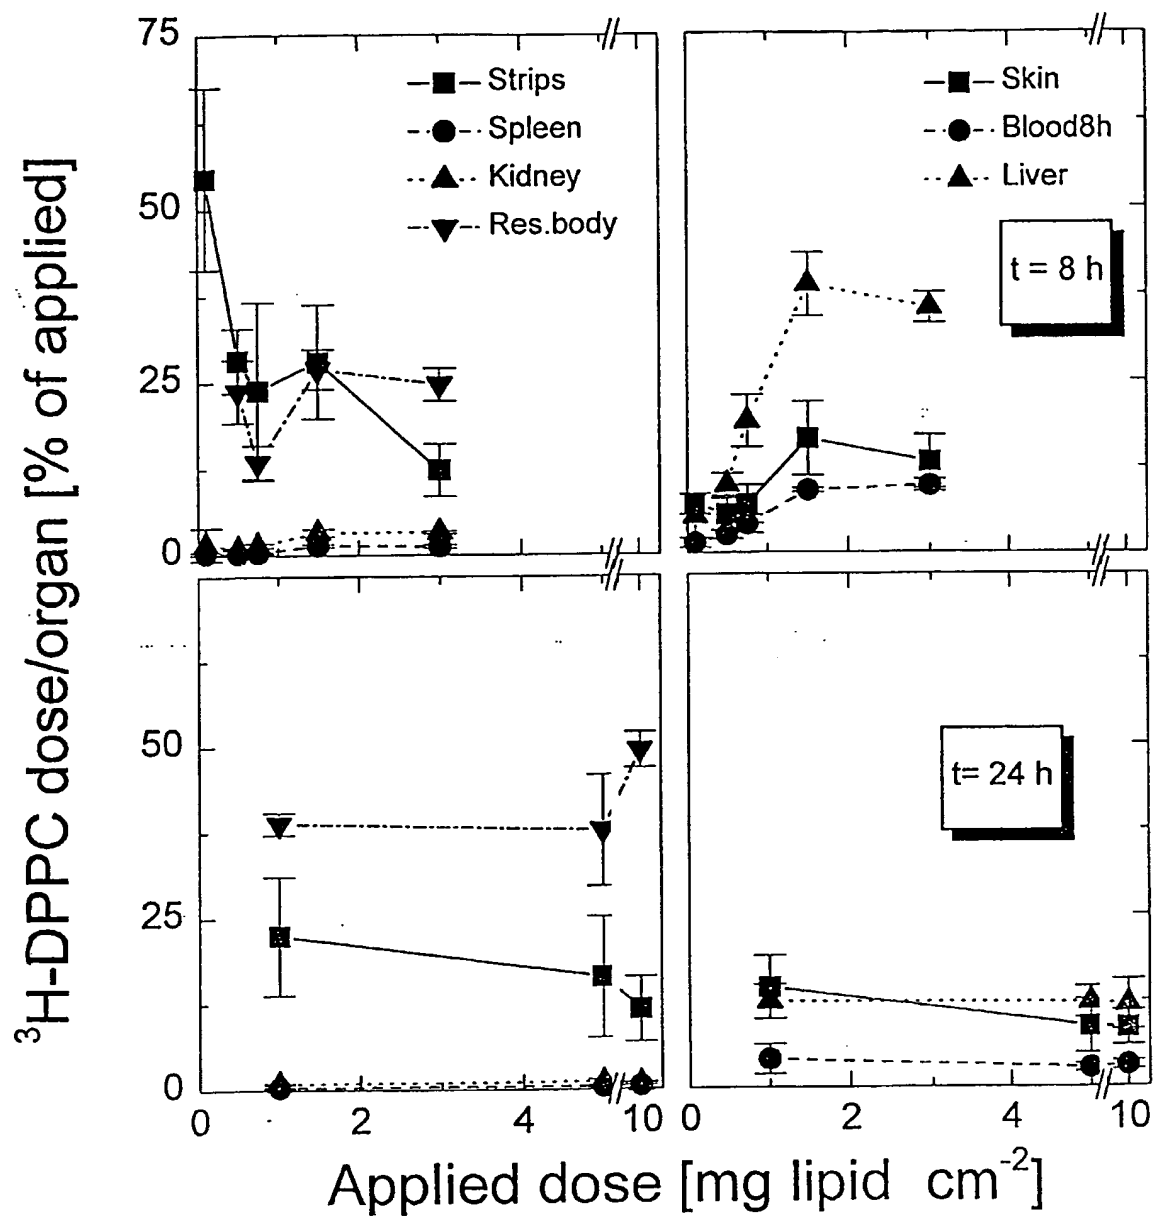 ³H-DPPC dose/organ [% of applied]
75
50
25
0
Strips
Spleen
Kidney
Res.body
Skin
Blood8h
Liver
t = 8 h
50
25
0
t= 24 h
0 2 4 10
0 2 4 10
Applied dose [mg lipid cm⁻²]